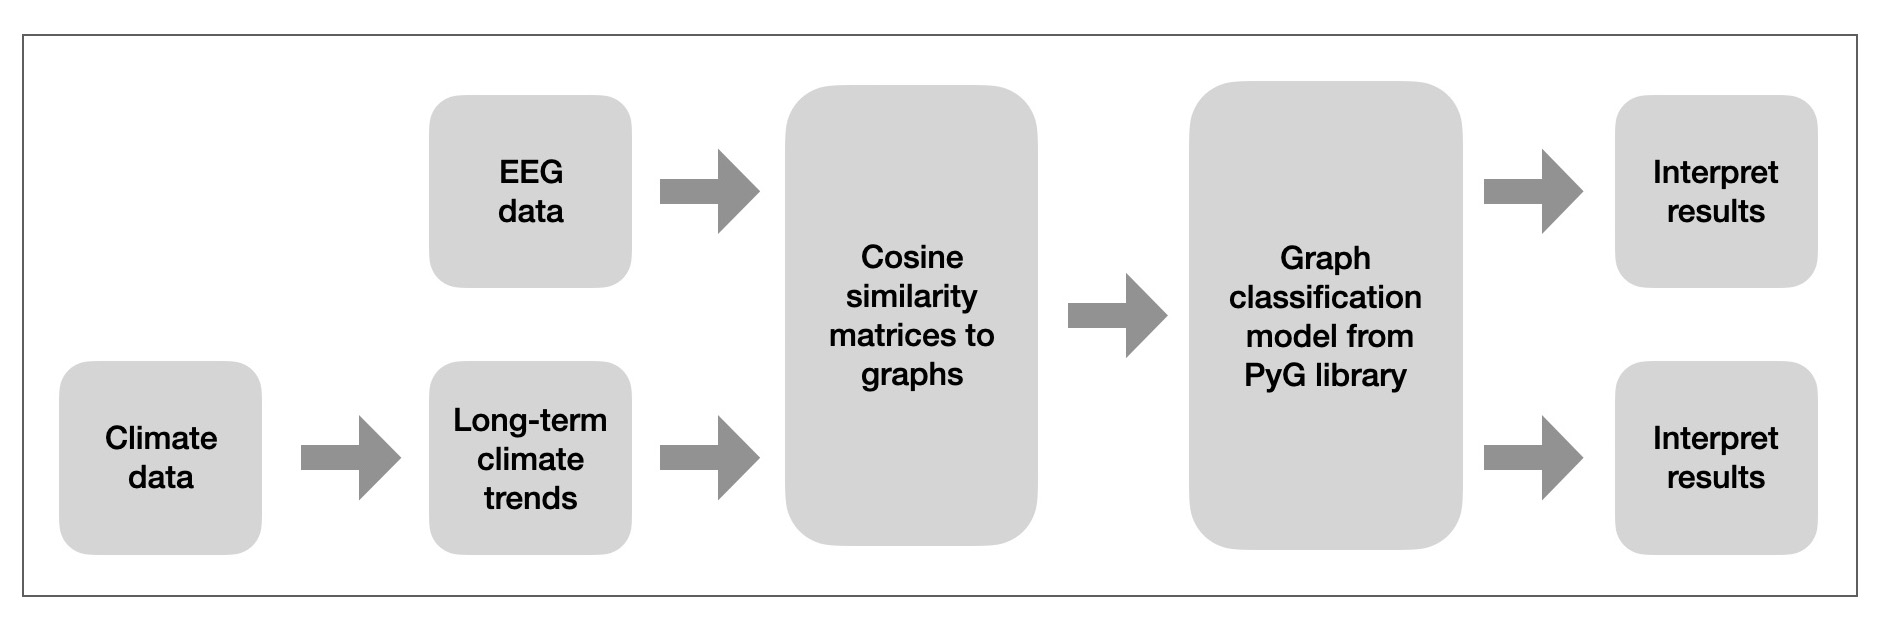 EEG
data
Climate
data
Long-term
climate
trends
Cosine
similarity
matrices to
graphs
Graph
classification
model from
PyG library
Interpret
results
Interpret
results